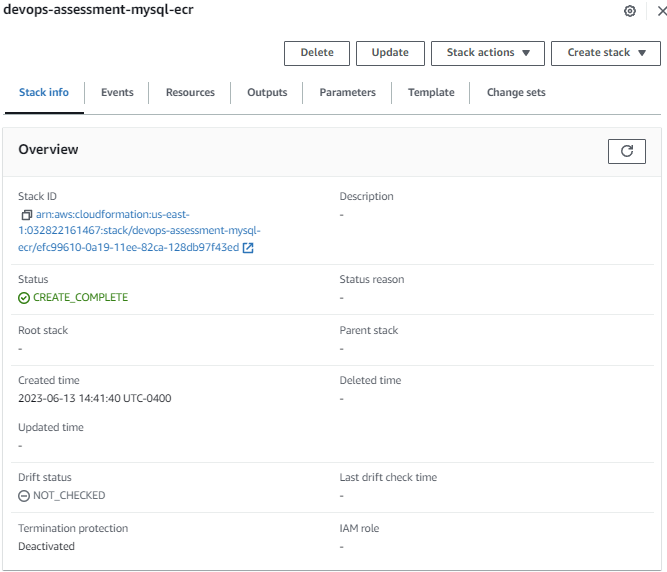 devops-assessment-mysql-ecr
Delete
Update
Stack actions
Create stack
Stack info
Events
Resources
Outputs
Parameters
Template
Change sets
Overview
Stack ID
arn:aws:cloudformation:us-east-
1:032822161467:stack/devops-assessment-mysql-
ecr/efc99610-0a19-11ee-82ca-128db97f43ed
Description
-
Status
CREATE_COMPLETE
Status reason
-
Root stack
-
Parent stack
-
Created time
2023-06-13 14:41:40 UTC-0400
Deleted time
-
Updated time
-
Drift status
NOT_CHECKED
Last drift check time
-
Termination protection
Deactivated
IAM role
-